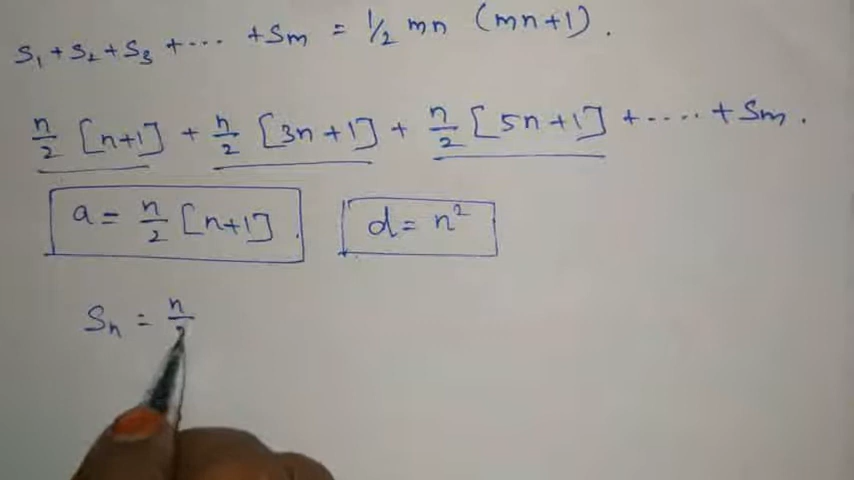 S₁ + S₂ + S₃ + ⋯ + Sm = 1/2 mn (mn+1).
n/2 [n+1] + n/2 [3n+1] + n/2 [5n+1] + ⋯⋯ + Sm.
a = n/2 [n+1]. d = n²
Sn = n/2